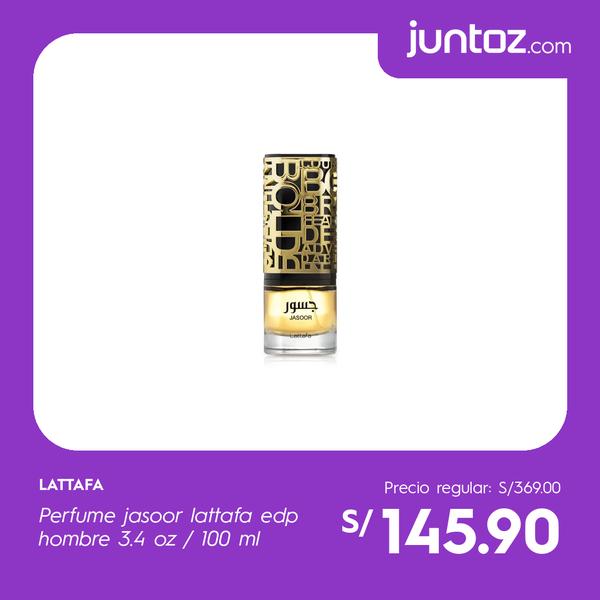 juntoz.com
BOLD
جسور
JASOOR
Lattafa
LATTAFA
Perfume jasoor lattafa edp
hombre 3.4 oz / 100 ml
Precio regular: S/369.00
S/145.90